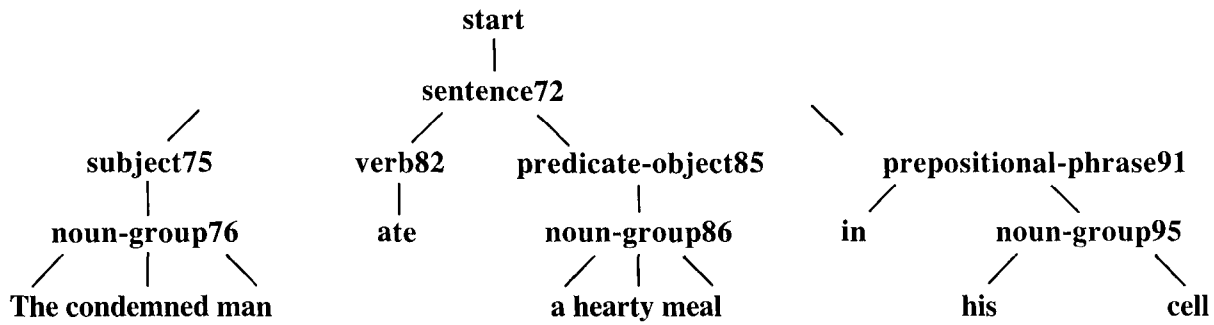 start
sentence72
subject75 verb82 predicate-object85 prepositional-phrase91
noun-group76 ate noun-group86 in noun-group95
The condemned man a hearty meal his cell